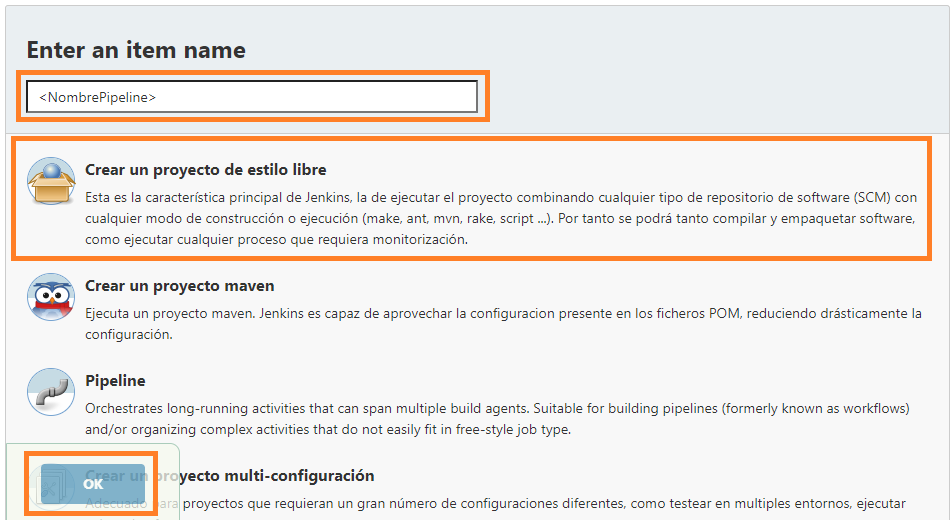 Enter an item name
<NombrePipeline>
Crear un proyecto de estilo libre
Esta es la característica principal de Jenkins, la de ejecutar el proyecto combinando cualquier tipo de repositorio de software (SCM) con
cualquier modo de construcción o ejecución (make, ant, mvn, rake, script ...). Por tanto se podrá tanto compilar y empaquetar software,
como ejecutar cualquier proceso que requiera monitorización.
Crear un proyecto maven
Ejecuta un proyecto maven. Jenkins es capaz de aprovechar la configuracion presente en los ficheros POM, reduciendo drásticamente la
configuración.
Pipeline
Orchestrates long-running activities that can span multiple build agents. Suitable for building pipelines (formerly known as workflows)
and/or organizing complex activities that do not easily fit in free-style job type.
Crear un proyecto multi-configuración
OK
Adecuado para proyectos que requieran un gran número de configuraciones diferentes, como testear en multiples entornos, ejecutar